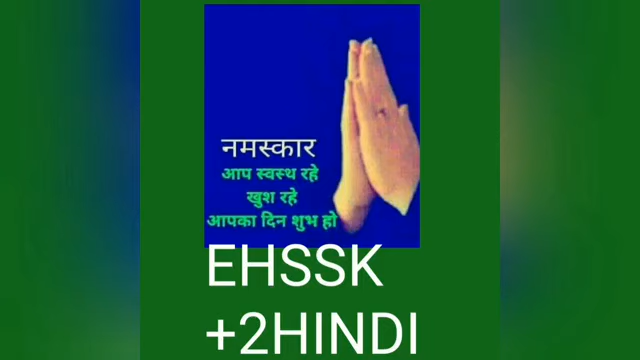 नमस्कार
आप स्वस्थ रहे
खुश रहे
आपका दिन शुभ हो
EHSSK
+2HINDI